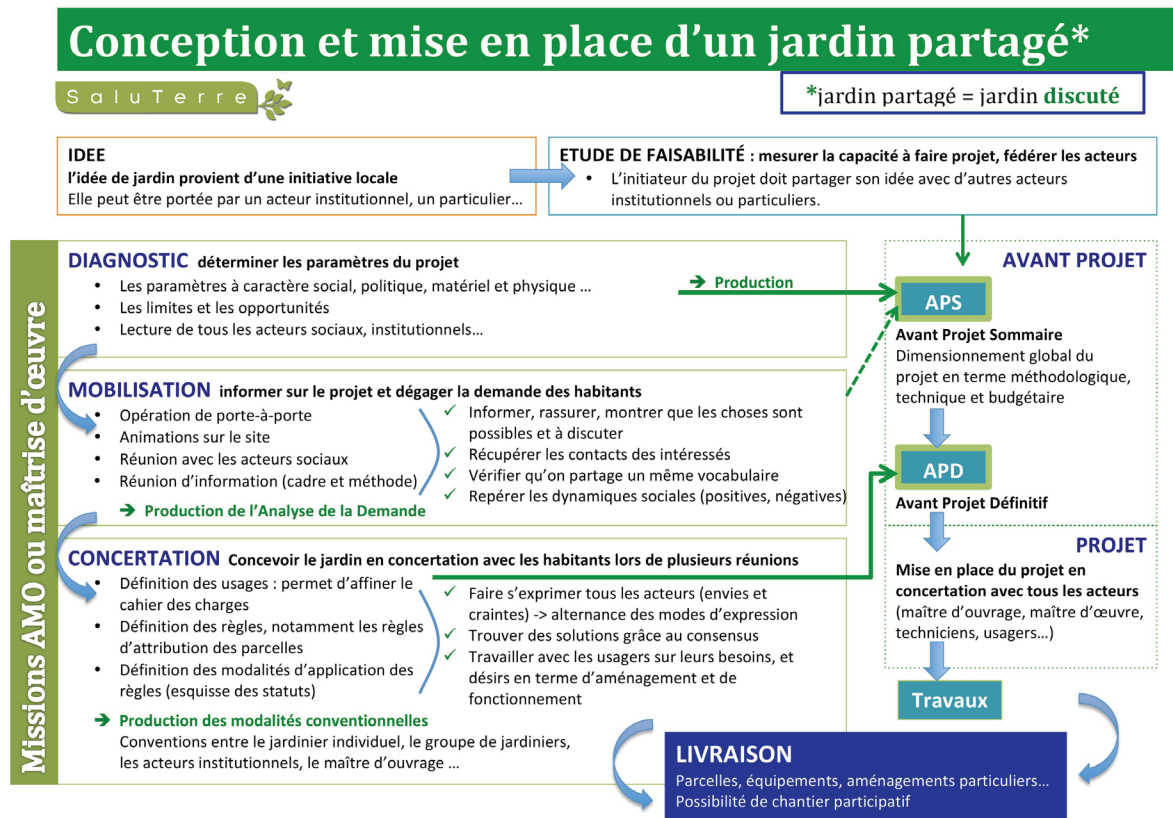 Conception et mise en place d'un jardin partagé*
SaluTerre
*jardin partagé = jardin discuté
IDEE
l'idée de jardin provient d'une initiative locale
Elle peut être portée par un acteur institutionnel, un particulier…
ETUDE DE FAISABILITÉ : mesurer la capacité à faire projet, fédérer les acteurs
• L'initiateur du projet doit partager son idée avec d'autres acteurs
institutionnels ou particuliers.
Missions AMO ou maîtrise d'œuvre
DIAGNOSTIC déterminer les paramètres du projet
• Les paramètres à caractère social, politique, matériel et physique …
• Les limites et les opportunités
• Lecture de tous les acteurs sociaux, institutionnels…
➔ Production
MOBILISATION informer sur le projet et dégager la demande des habitants
• Opération de porte-à-porte
• Animations sur le site
• Réunion avec les acteurs sociaux
• Réunion d'information (cadre et méthode)
➔ Production de l'Analyse de la Demande
✓ Informer, rassurer, montrer que les choses sont
possibles et à discuter
✓ Récupérer les contacts des intéressés
✓ Vérifier qu'on partage un même vocabulaire
✓ Repérer les dynamiques sociales (positives, négatives)
CONCERTATION Concevoir le jardin en concertation avec les habitants lors de plusieurs réunions
• Définition des usages : permet d'affiner le
cahier des charges
• Définition des règles, notamment les règles
d'attribution des parcelles
• Définition des modalités d'application des
règles (esquisse des statuts)
✓ Faire s'exprimer tous les acteurs (envies et
craintes) -> alternance des modes d'expression
✓ Trouver des solutions grâce au consensus
✓ Travailler avec les usagers sur leurs besoins, et
désirs en terme d'aménagement et de
fonctionnement
➔ Production des modalités conventionnelles
Conventions entre le jardinier individuel, le groupe de jardiniers,
les acteurs institutionnels, le maître d'ouvrage …
AVANT PROJET
APS
Avant Projet Sommaire
Dimensionnement global du
projet en terme méthodologique,
technique et budgétaire
APD
Avant Projet Définitif
PROJET
Mise en place du projet en
concertation avec tous les acteurs
(maître d'ouvrage, maître d'œuvre,
techniciens, usagers…)
Travaux
LIVRAISON
Parcelles, équipements, aménagements particuliers…
Possibilité de chantier participatif